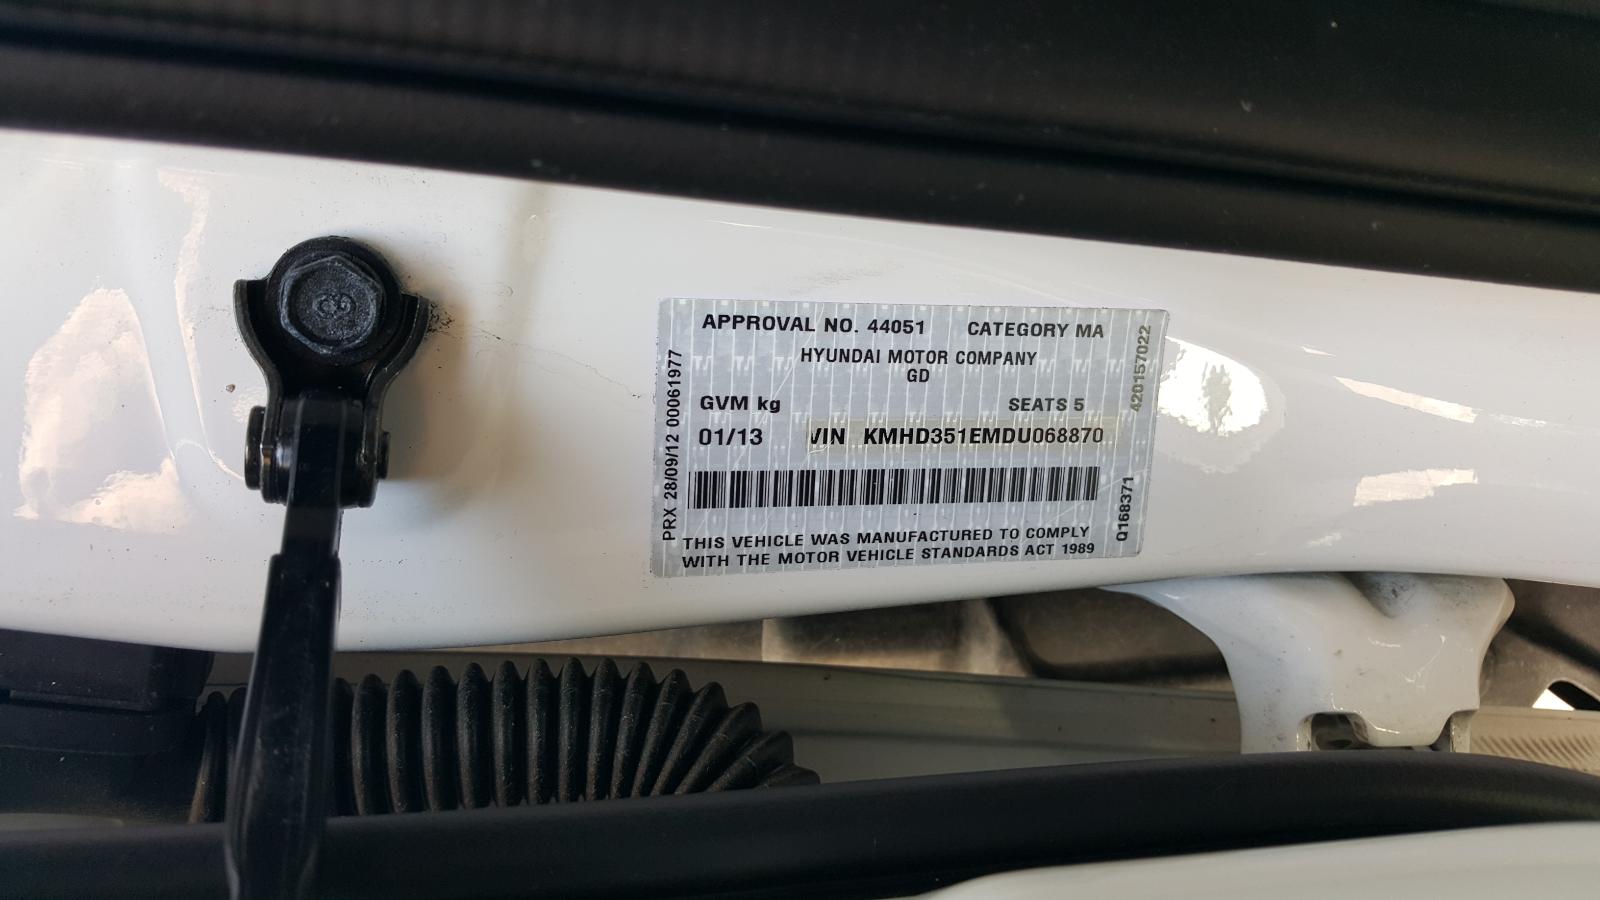 APPROVAL NO. 44051 CATEGORY MA
HYUNDAI MOTOR COMPANY
GD
GVM kg SEATS 5
01/13 VIN KMHD351EMDU068870
THIS VEHICLE WAS MANUFACTURED TO COMPLY
WITH THE MOTOR VEHICLE STANDARDS ACT 1989
PRX 28/09/12 00061977
420157022
Q168371